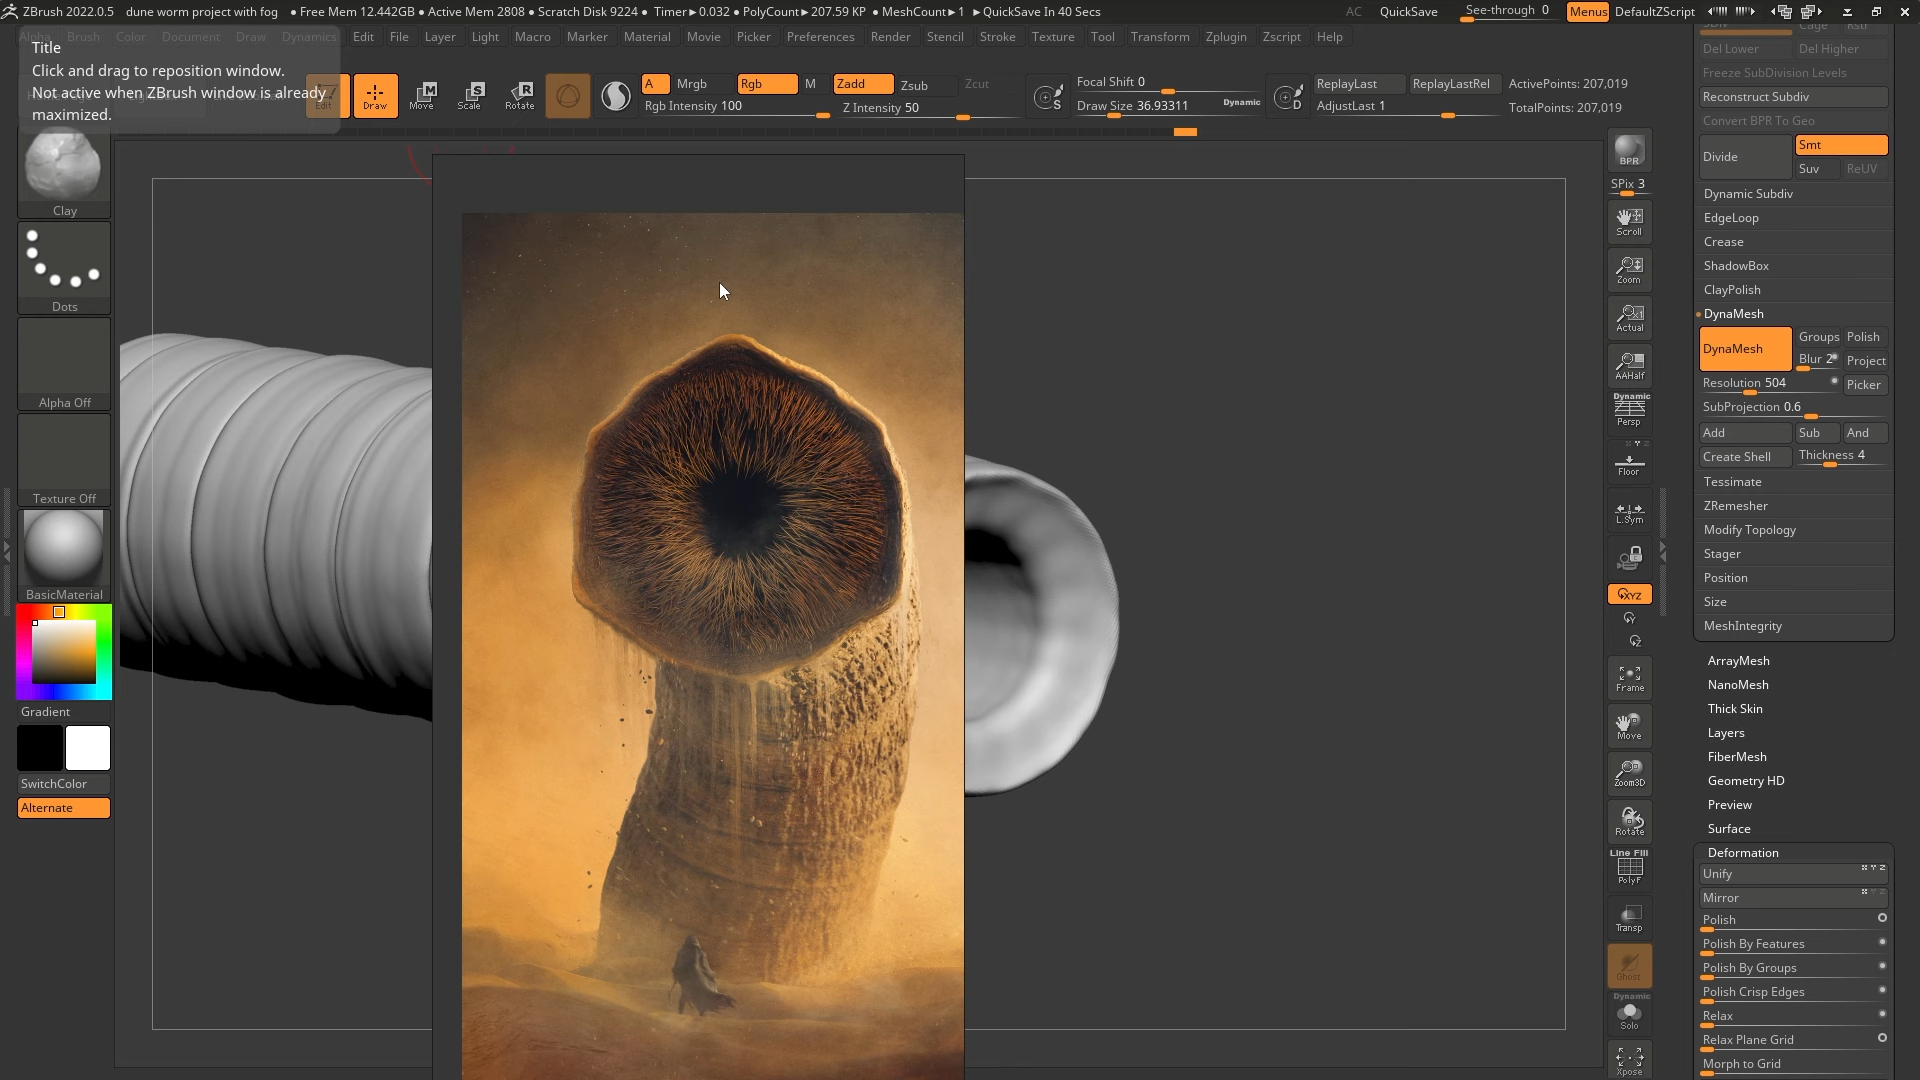 ZBrush 2022.0.5 dune worm project with fog ● Free Mem 12.442GB ● Active Mem 2808 ● Scratch Disk 9224 ● Timer►0.032 ● PolyCount►207.59 KP ● MeshCount►1 ►QuickSave In 40 Secs AC QuickSave See-through 0 Menus DefaultZScript
Alpha Brush Color Document Draw Dynamics Edit File Layer Light Macro Marker Material Movie Picker Preferences Render Stencil Stroke Texture Tool Transform Zplugin Zscript Help
Title
Click and drag to reposition window.
Not active when ZBrush window is already
maximized.
Edit
Draw
Move
Scale
Rotate
A Mrgb Rgb M Zadd Zsub Zcut
Rgb Intensity 100 Z Intensity 50
S
Focal Shift 0
Draw Size 36.93311 Dynamic
D
ReplayLast ReplayLastRel ActivePoints: 207,019
AdjustLast 1 TotalPoints: 207,019
Clay
Dots
Alpha Off
Texture Off
BasicMaterial
Gradient
SwitchColor
Alternate
BPR
SPix 3
Scroll
Zoom
Actual
AAHalf
Dynamic
Persp
Floor
L.Sym
XYZ
Y
Z
Frame
Move
Zoom3D
Rotate
Line Fill
PolyF
Transp
Ghost
Dynamic
Solo
Xpose
Del Lower Del Higher
Freeze SubDivision Levels
Reconstruct Subdiv
Convert BPR To Geo
Divide Smt
Suv ReUV
Dynamic Subdiv
EdgeLoop
Crease
ShadowBox
ClayPolish
DynaMesh
DynaMesh Groups Polish
Blur 2 Project
Resolution 504 Picker
SubProjection 0.6
Add Sub And
Create Shell Thickness 4
Tessimate
ZRemesher
Modify Topology
Stager
Position
Size
MeshIntegrity
ArrayMesh
NanoMesh
Thick Skin
Layers
FiberMesh
Geometry HD
Preview
Surface
Deformation
Unify
Mirror
Polish
Polish By Features
Polish By Groups
Polish Crisp Edges
Relax
Relax Plane Grid
Morph to Grid